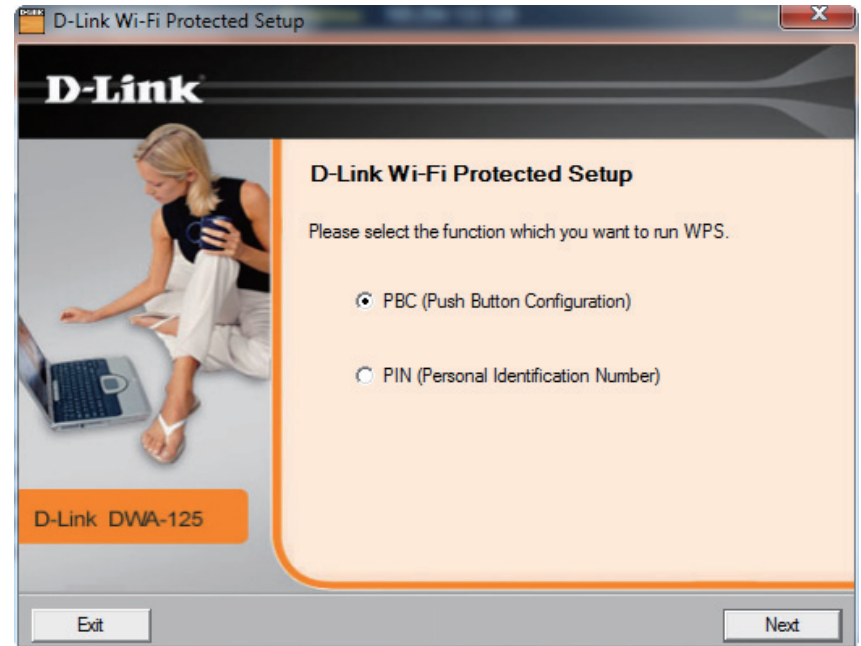 D-Link Wi-Fi Protected Setup
D-Link
D-Link Wi-Fi Protected Setup
Please select the function which you want to run WPS.
PBC (Push Button Configuration)
PIN (Personal Identification Number)
D-Link DWA-125
Exit
Next